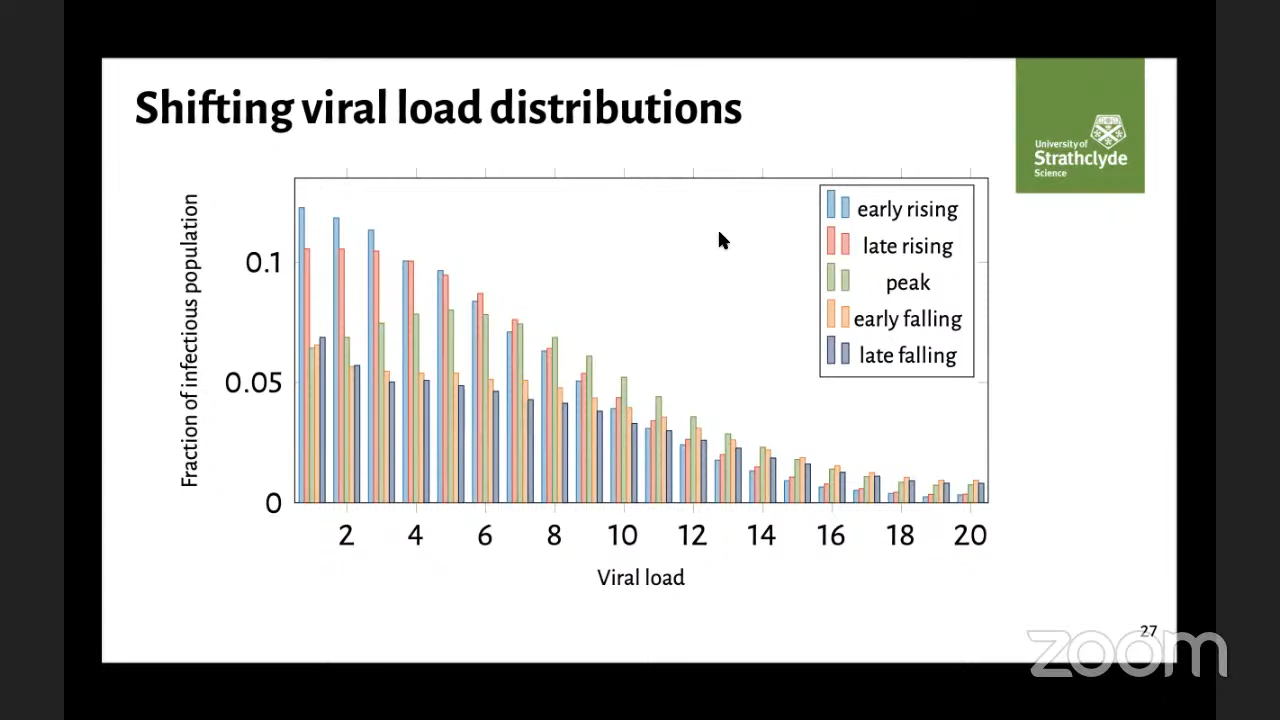 Shifting viral load distributions
University of
Strathclyde
Science
Fraction of infectious population
0.1
0.05
0
2 4 6 8 10 12 14 16 18 20
Viral load
early rising
late rising
peak
early falling
late falling
27
zoom